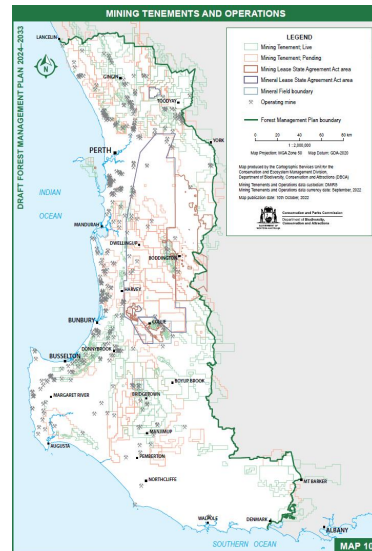 MINING TENEMENTS AND OPERATIONS
DRAFT FOREST MANAGEMENT PLAN 2024–2033
LEGEND
Mining Tenement; Live
Mining Tenement; Pending
Mining Lease State Agreement Act area
Mineral Lease State Agreement Act area
Mineral Field boundary
Operating mine
Forest Management Plan boundary
0 20 40 60 80 km
1 : 2,000,000
Map Projection: MGA Zone 50 Map Datum: GDA-2020
Map produced by the Cartographic Services Unit for the
Conservation and Ecosystem Management Division,
Department of Biodiversity, Conservation and Attractions (DBCA)
Mining Tenements and Operations data custodian: DMIRS
Mining Tenements and Operations data currency date: September, 2022
Map publication date: 10th October, 2022
Conservation and Parks Commission
Department of Biodiversity,
Conservation and Attractions
GOVERNMENT OF
WESTERN AUSTRALIA
LANCELIN
GINGIN
TOODYAY
N
YORK
PERTH
INDIAN
OCEAN
MANDURAH
DWELLINGUP
BODDINGTON
HARVEY
BUNBURY
COLLIE
DONNYBROOK
BUSSELTON
BOYUP BROOK
MARGARET RIVER
BRIDGETOWN
MANJIMUP
AUGUSTA
PEMBERTON
NORTHCLIFFE
MT BARKER
WALPOLE
DENMARK
ALBANY
SOUTHERN OCEAN
MAP 10